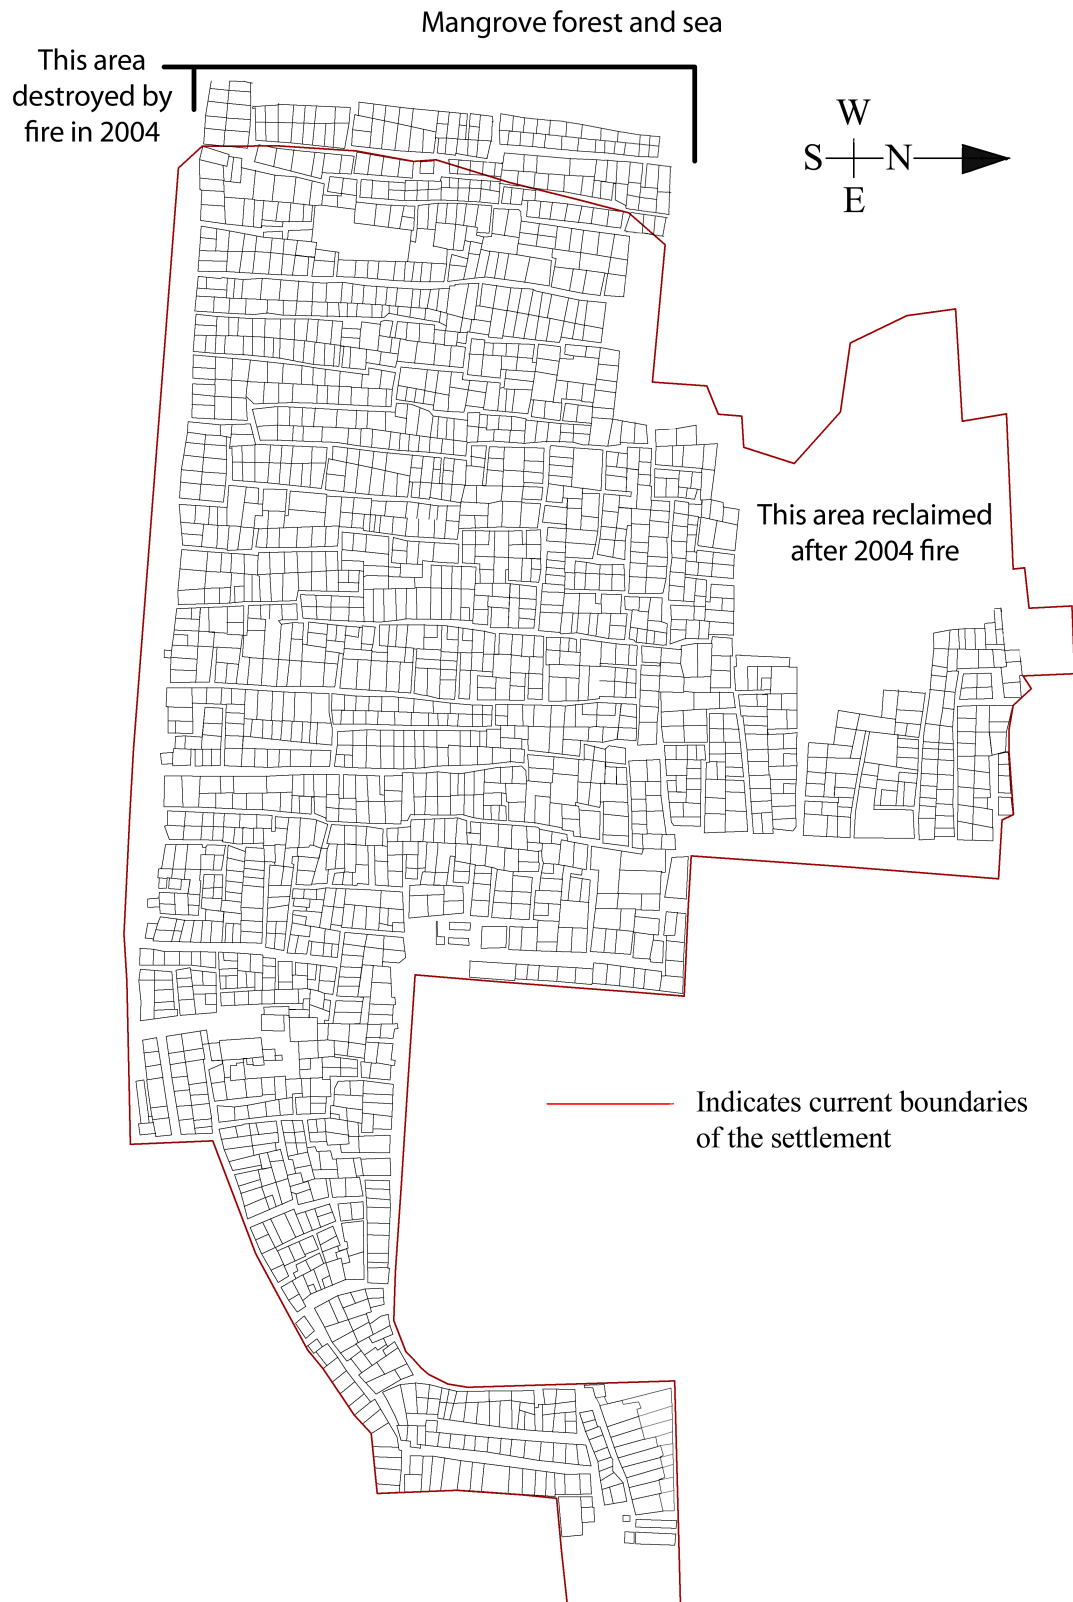 Mangrove forest and sea
This area
destroyed by
fire in 2004
W
S N
E
This area reclaimed
after 2004 fire
Indicates current boundaries
of the settlement